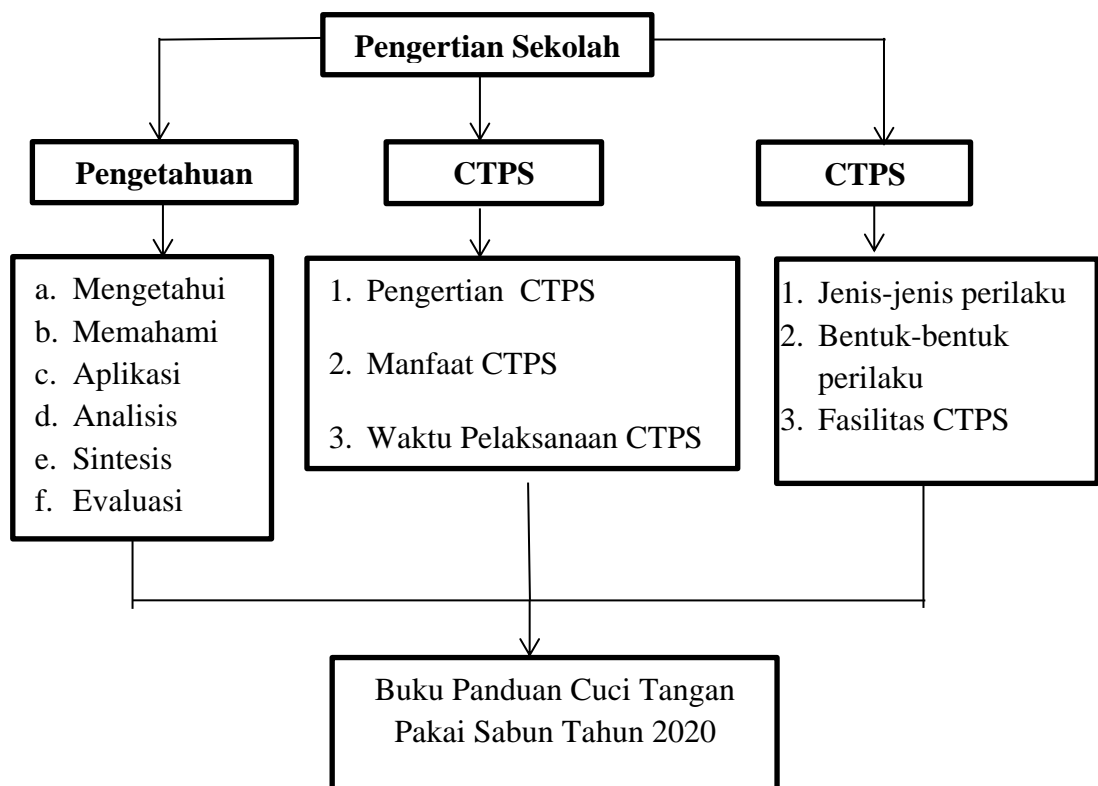 Pengertian Sekolah
Pengetahuan
CTPS
CTPS
a. Mengetahui
b. Memahami
c. Aplikasi
d. Analisis
e. Sintesis
f. Evaluasi
1. Pengertian CTPS
2. Manfaat CTPS
3. Waktu Pelaksanaan CTPS
1. Jenis-jenis perilaku
2. Bentuk-bentuk
perilaku
3. Fasilitas CTPS
Buku Panduan Cuci Tangan
Pakai Sabun Tahun 2020